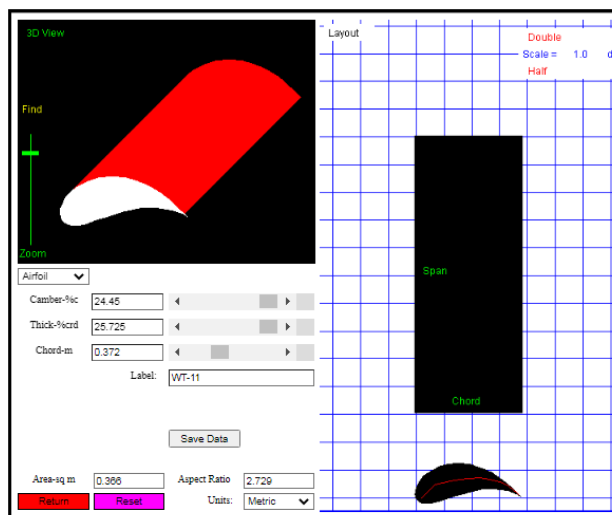 3D View
Layout
Double
Scale = 1.0 d
Half
Find
Zoom
Span
Chord
Airfoil
Camber-%c 24.45
Thick-%crd 25.725
Chord-m 0.372
Label: WT-11
Save Data
Area-sq m 0.366 Aspect Ratio 2.729
Return Reset Units: Metric